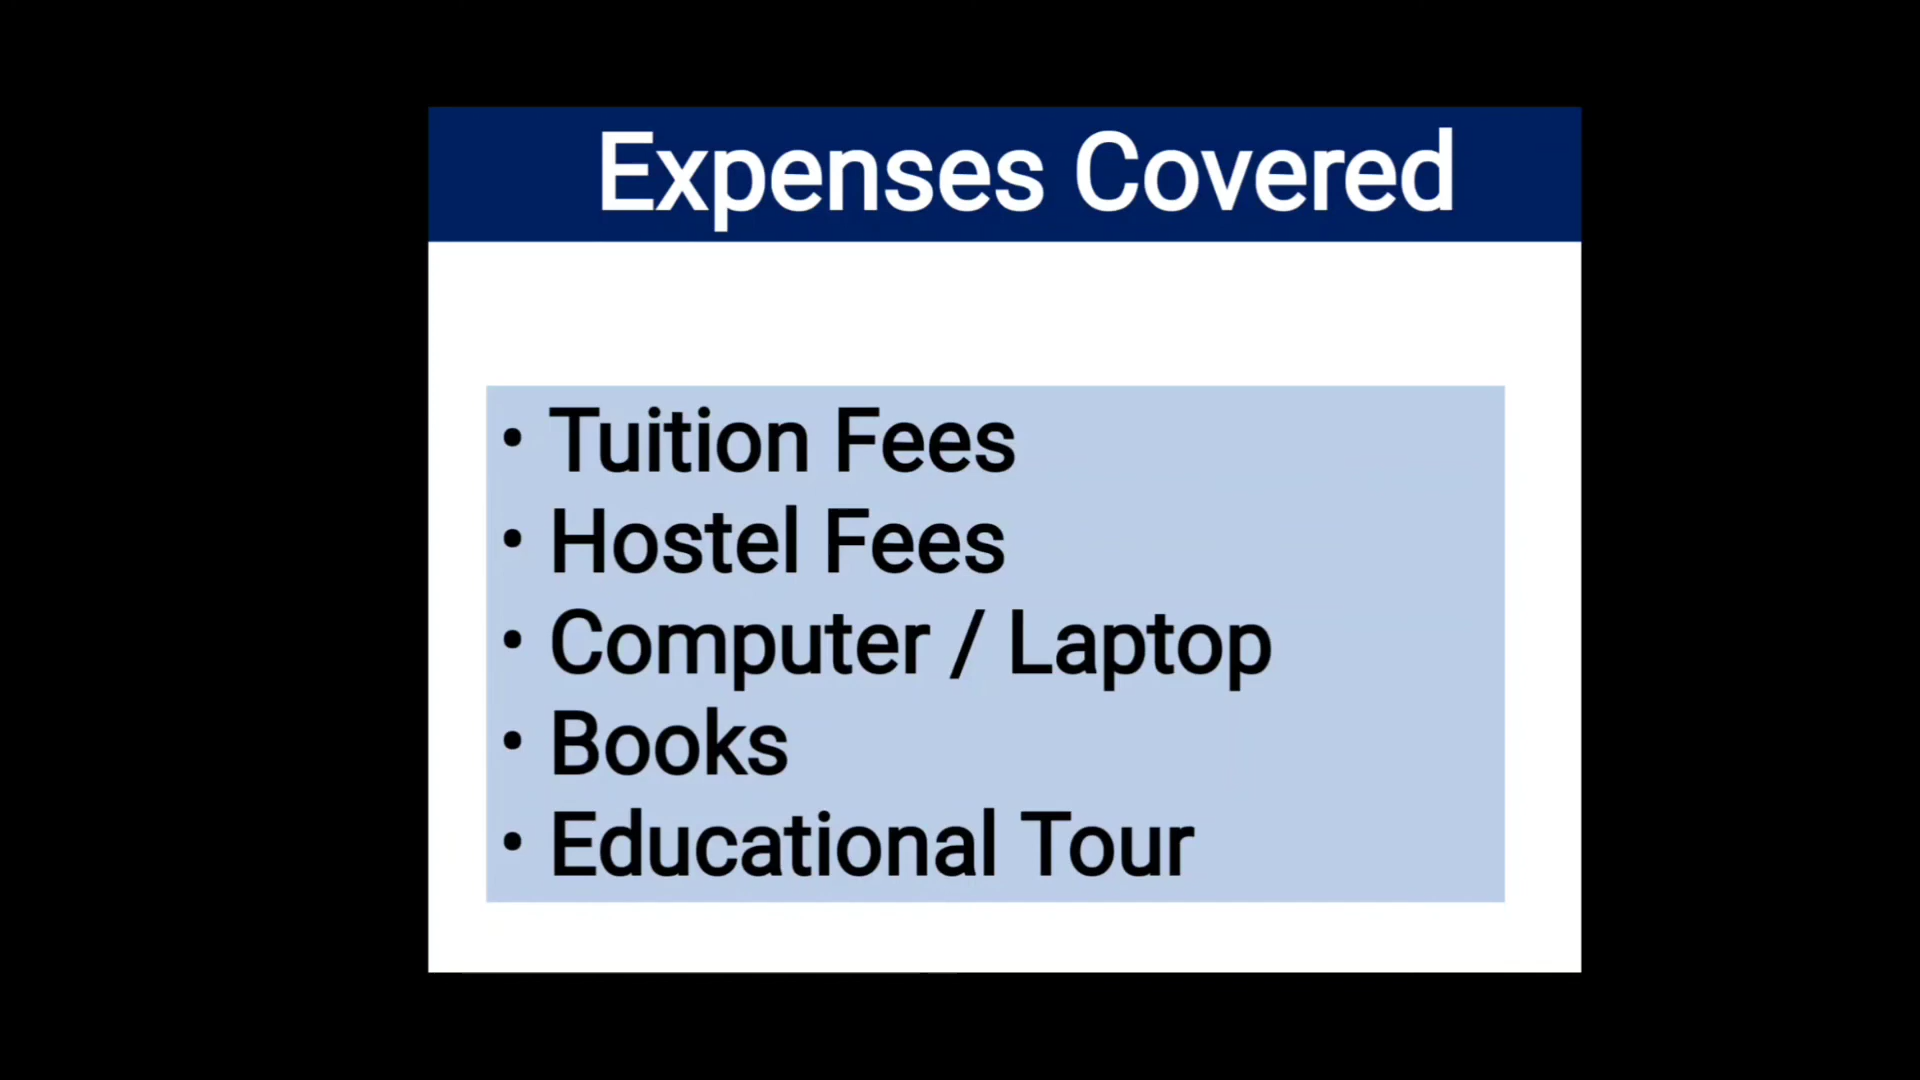 Expenses Covered
• Tuition Fees
• Hostel Fees
• Computer / Laptop
• Books
• Educational Tour